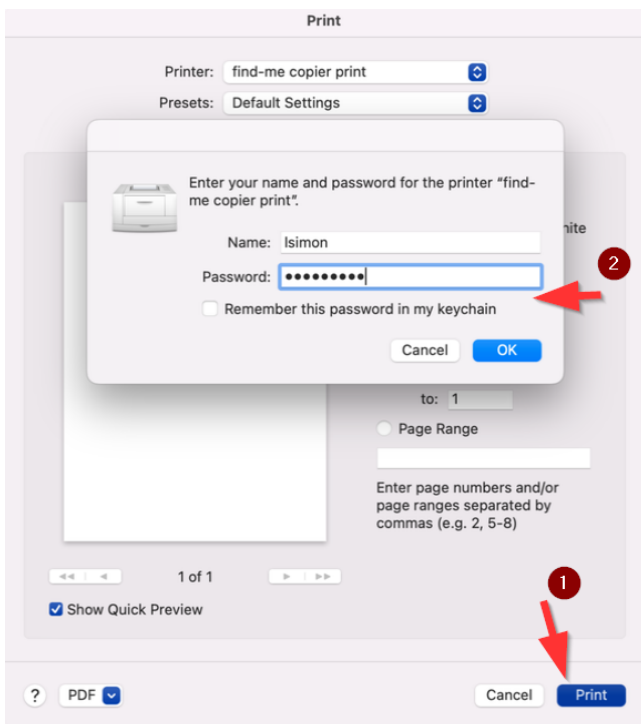 Print
Printer: find-me copier print
Presets: Default Settings
Enter your name and password for the printer "find-
me copier print".
Name: lsimon
Password: •••••••••
Remember this password in my keychain
Cancel OK
2
to: 1
Page Range
Enter page numbers and/or
page ranges separated by
commas (e.g. 2, 5-8)
1 of 1
Show Quick Preview
1
? PDF Cancel Print